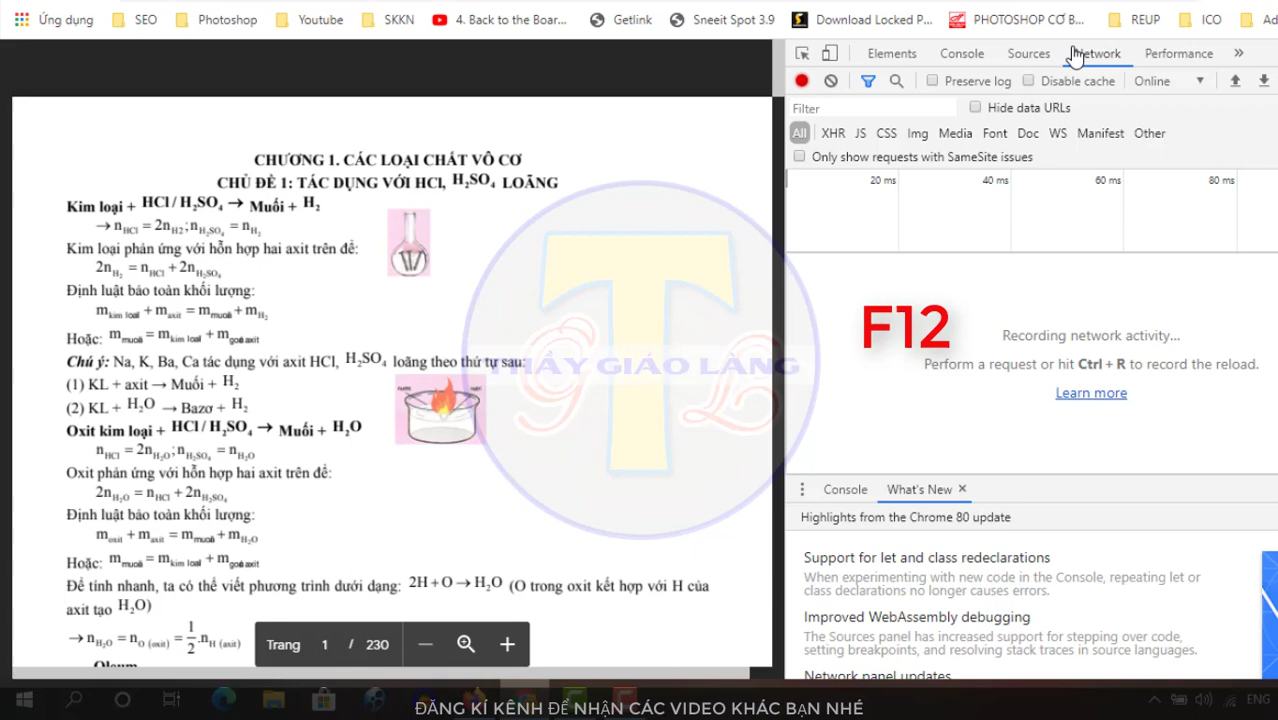 Ứng dụng SEO Photoshop Youtube SKKN 4. Back to the Boar... Getlink Sneeit Spot 3.9 Download Locked P... PHOTOSHOP CƠ B... REUP ICO Ad
Elements Console Sources Network Performance »
Preserve log Disable cache Online
Filter Hide data URLs
All XHR JS CSS Img Media Font Doc WS Manifest Other
Only show requests with SameSite issues
20 ms 40 ms 60 ms 80 ms
CHƯƠNG 1. CÁC LOẠI CHẤT VÔ CƠ
CHỦ ĐỀ 1: TÁC DỤNG VỚI HCl, H₂SO₄ LOÃNG
Kim loại + HCl / H₂SO₄ → Muối + H₂
→ n_HCl = 2n_H2 ; n_H₂SO₄ = n_H₂
Kim loại phản ứng với hỗn hợp hai axit trên để:
2n_H₂ = n_HCl + 2n_H₂SO₄
Định luật bảo toàn khối lượng:
m_kim loại + m_axit = m_muối + m_H₂
Hoặc: m_muối = m_kim loại + m_gốc axit
Chú ý: Na, K, Ba, Ca tác dụng với axit HCl, H₂SO₄ loãng theo thứ tự sau:
(1) KL + axit → Muối + H₂
(2) KL + H₂O → Bazơ + H₂
Oxit kim loại + HCl / H₂SO₄ → Muối + H₂O
n_HCl = 2n_H₂O ; n_H₂SO₄ = n_H₂O
Oxit phản ứng với hỗn hợp hai axit trên để:
2n_H₂O = n_HCl + 2n_H₂SO₄
Định luật bảo toàn khối lượng:
m_oxit + m_axit = m_muối + m_H₂O
Hoặc: m_muối = m_kim loại + m_gốc axit
Để tính nhanh, ta có thể viết phương trình dưới dạng: 2H + O → H₂O (O trong oxit kết hợp với H của
axit tạo H₂O)
→ n_H₂O = n_O (oxit) = 1/2 .n_H (axit)
Oleum
THẦY GIÁO LÀNG
T
G L
Trang 1 / 230
F12
Recording network activity...
Perform a request or hit Ctrl + R to record the reload.
Learn more
Console What's New
Highlights from the Chrome 80 update
Support for let and class redeclarations
When experimenting with new code in the Console, repeating let or
class declarations no longer causes errors.
Improved WebAssembly debugging
The Sources panel has increased support for stepping over code,
setting breakpoints, and resolving stack traces in source languages.
Network panel updates
ENG
ĐĂNG KÍ KÊNH ĐỂ NHẬN CÁC VIDEO KHÁC BẠN NHÉ